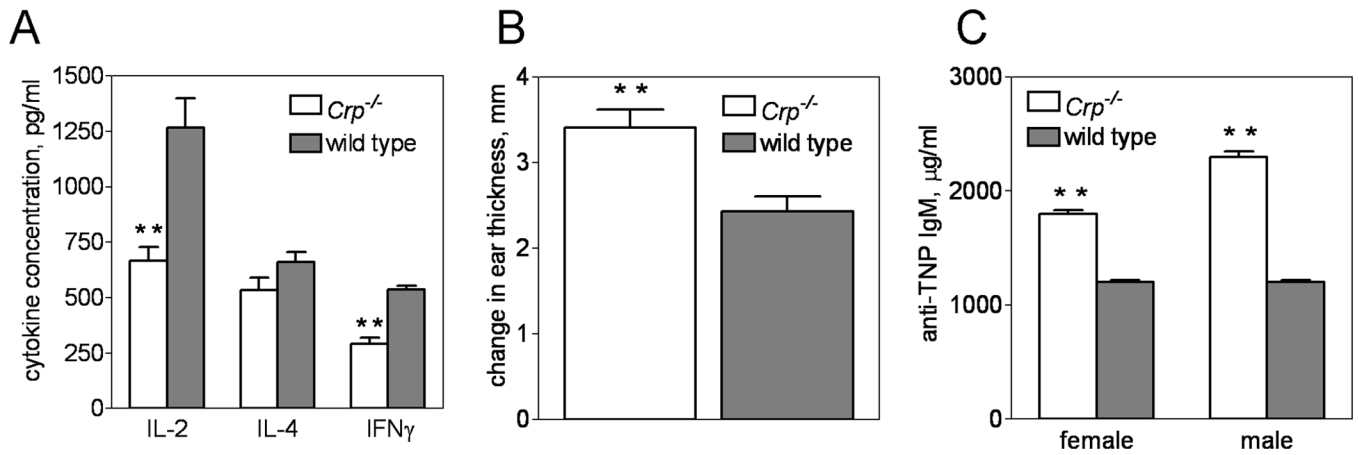 A
cytokine concentration, pg/ml
1500
1250
1000
750
500
250
0
Crp-/-
wild type
**
**
IL-2
IL-4
IFNγ
B
change in ear thickness, mm
4
3
2
1
0
**
Crp-/-
wild type
C
anti-TNP IgM, µg/ml
3000
2000
1000
0
Crp-/-
wild type
**
**
female
male